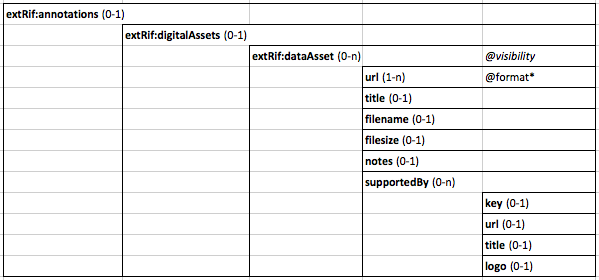 extRif:annotations (0-1)
extRif:digitalAssets (0-1)
extRif:dataAsset (0-n) @visibility
url (1-n) @format*
title (0-1)
filename (0-1)
filesize (0-1)
notes (0-1)
supportedBy (0-n)
key (0-1)
url (0-1)
title (0-1)
logo (0-1)